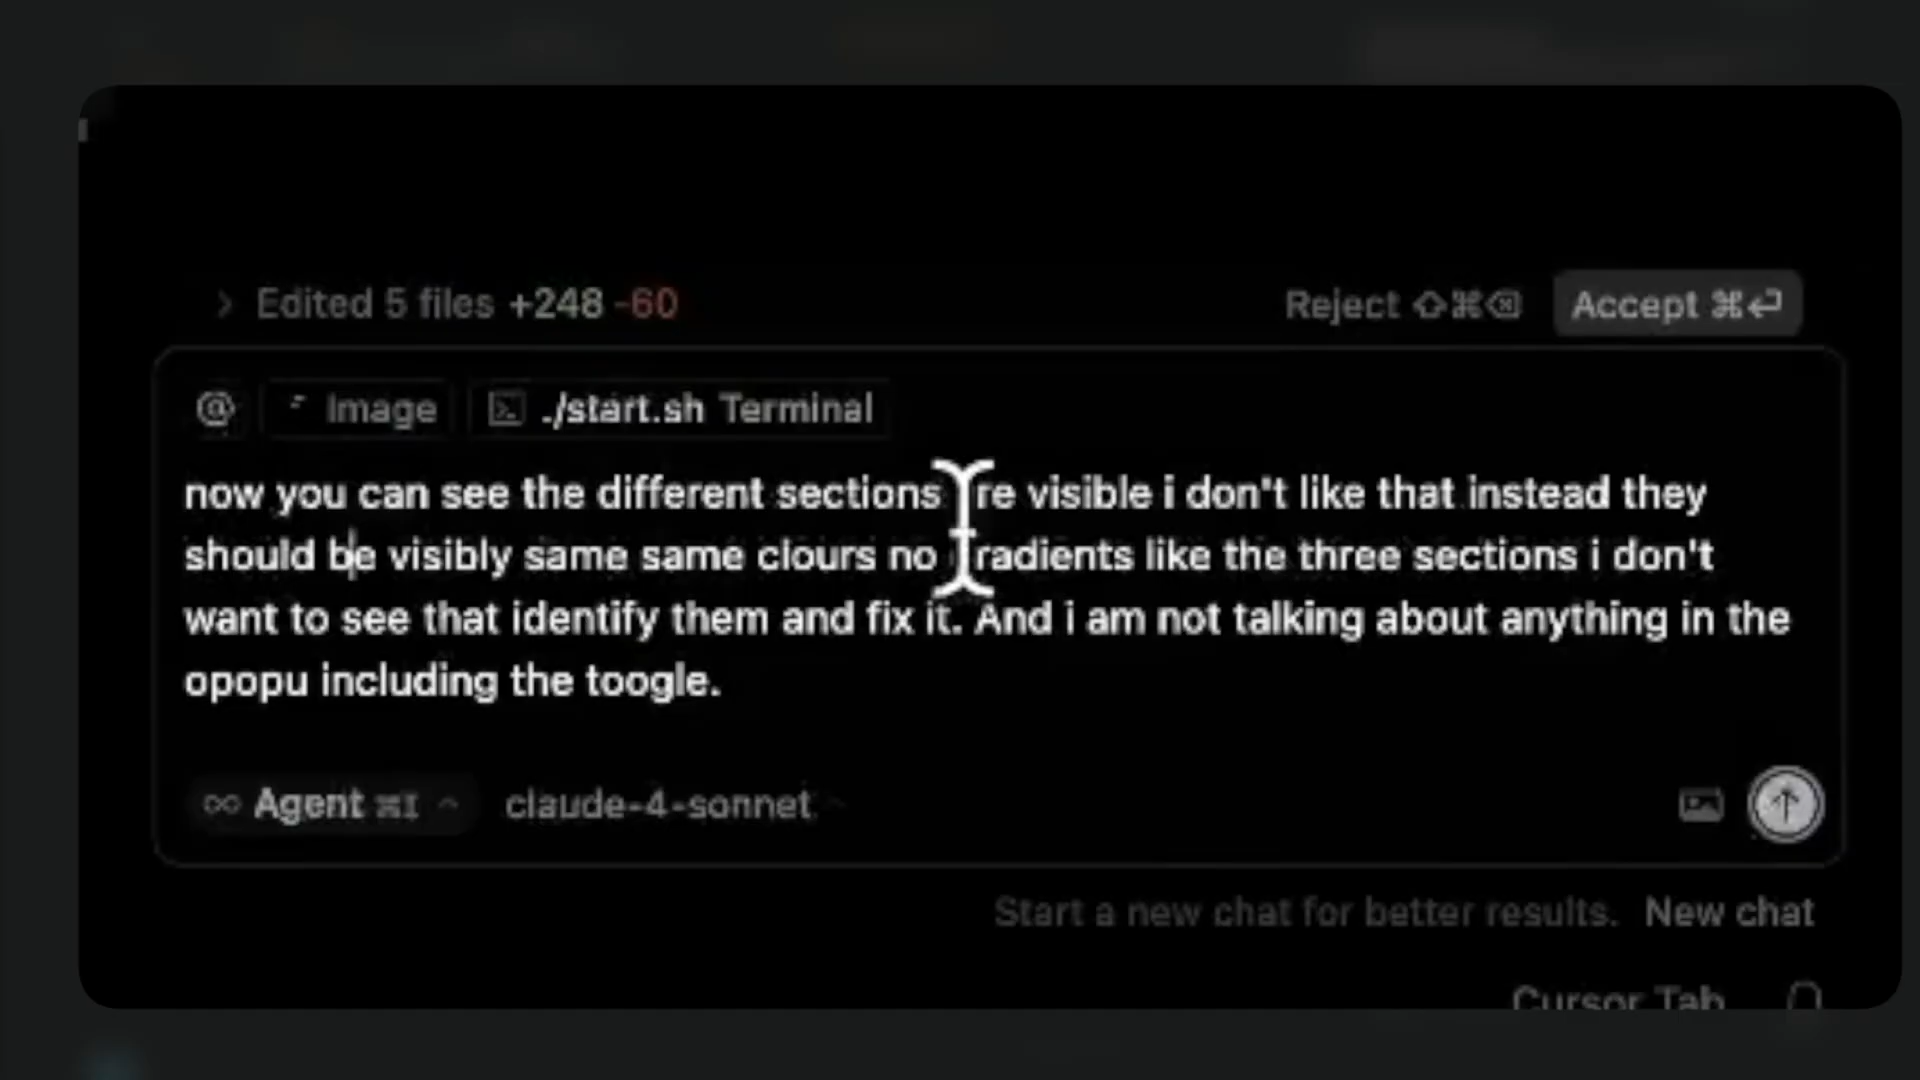 Edited 5 files +248 -60
Reject Accept
@ Image ./start.sh Terminal
now you can see the different sections re visible i don't like that instead they
should be visibly same same clours no radients like the three sections i don't
want to see that identify them and fix it. And i am not talking about anything in the
opopu including the toogle.
Agent ⌘I claude-4-sonnet
Start a new chat for better results. New chat
Cursor Tab